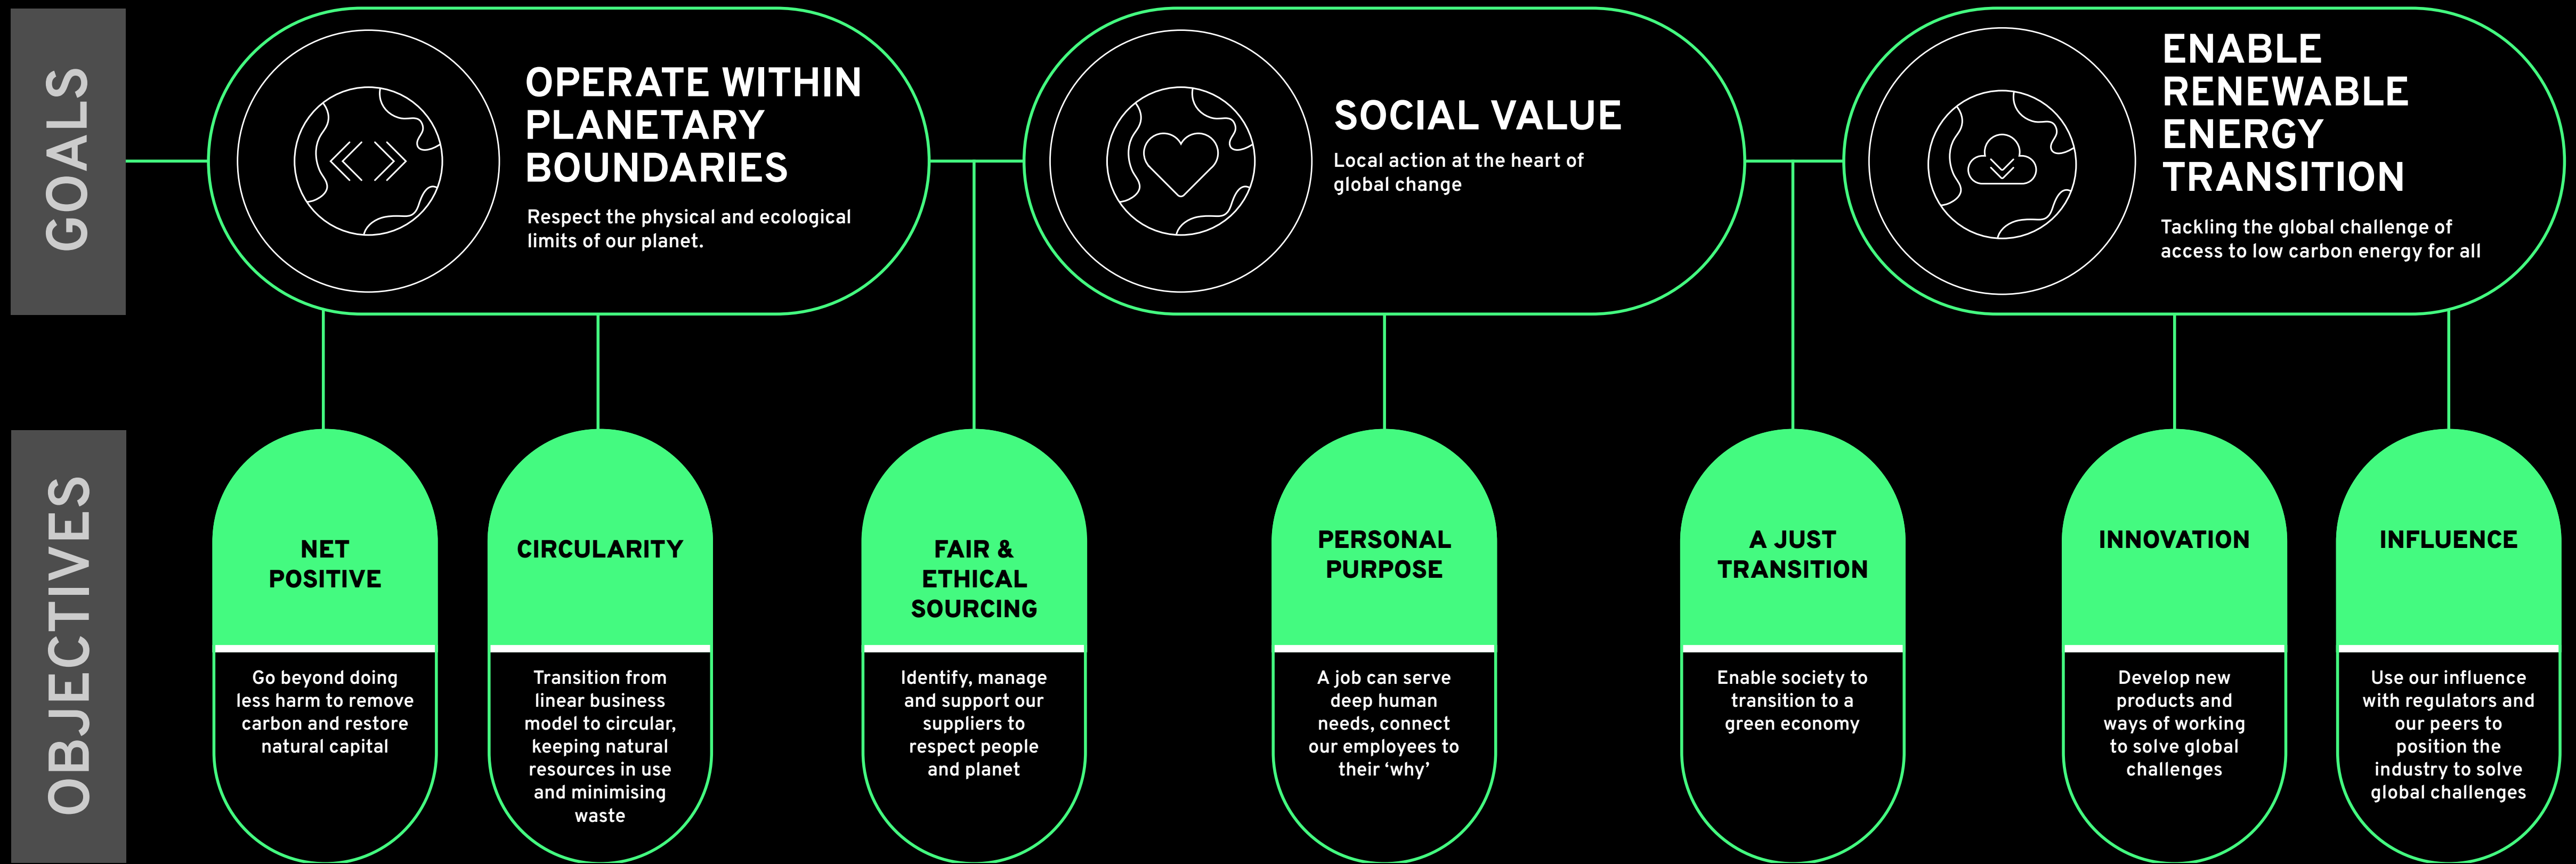 GOALS
OPERATE WITHIN
PLANETARY
BOUNDARIES
Respect the physical and ecological
limits of our planet.
SOCIAL VALUE
Local action at the heart of
global change
ENABLE
RENEWABLE
ENERGY
TRANSITION
Tackling the global challenge of
access to low carbon energy for all
OBJECTIVES
NET
POSITIVE
Go beyond doing
less harm to remove
carbon and restore
natural capital
CIRCULARITY
Transition from
linear business
model to circular,
keeping natural
resources in use
and minimising
waste
FAIR &
ETHICAL
SOURCING
Identify, manage
and support our
suppliers to
respect people
and planet
PERSONAL
PURPOSE
A job can serve
deep human
needs, connect
our employees to
their ‘why’
A JUST
TRANSITION
Enable society to
transition to a
green economy
INNOVATION
Develop new
products and
ways of working
to solve global
challenges
INFLUENCE
Use our influence
with regulators and
our peers to
position the
industry to solve
global challenges